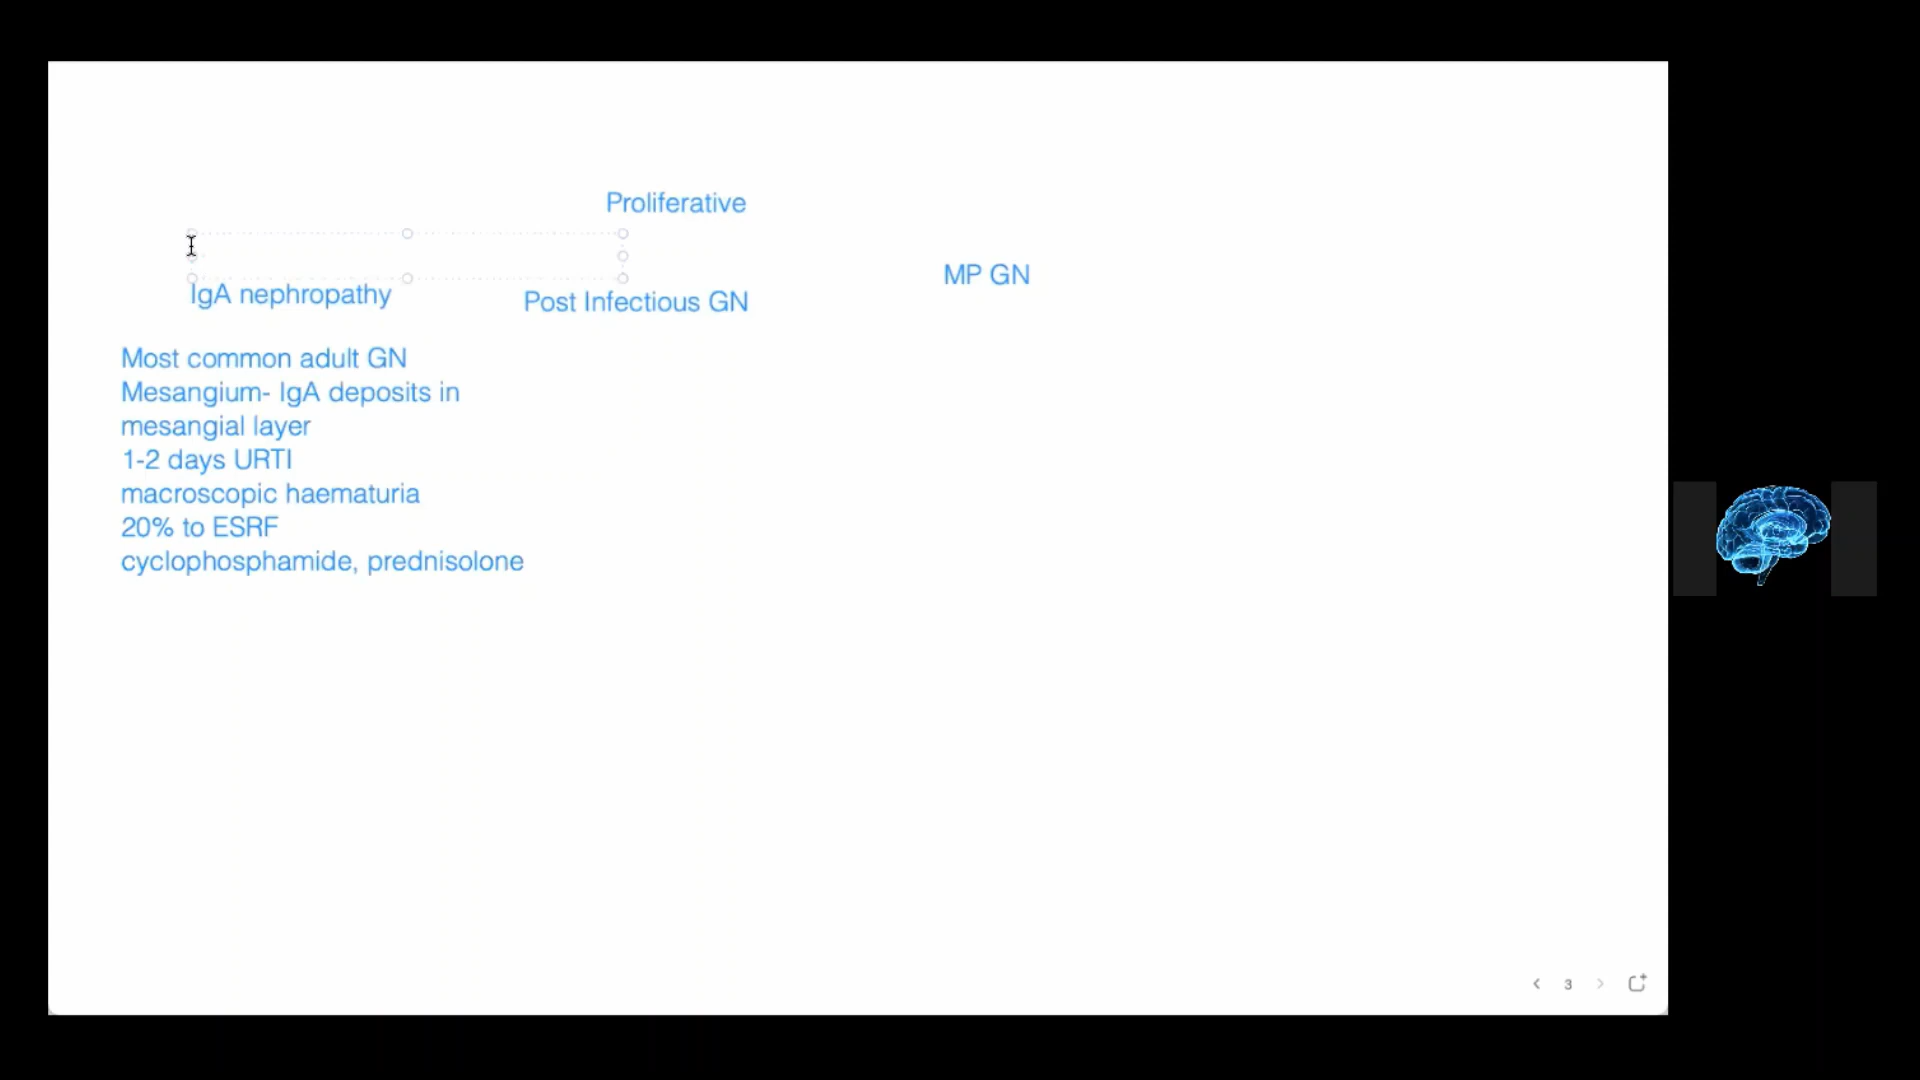 Proliferative
MP GN
IgA nephropathy
Post Infectious GN
Most common adult GN
Mesangium- IgA deposits in
mesangial layer
1-2 days URTI
macroscopic haematuria
20% to ESRF
cyclophosphamide, prednisolone
3